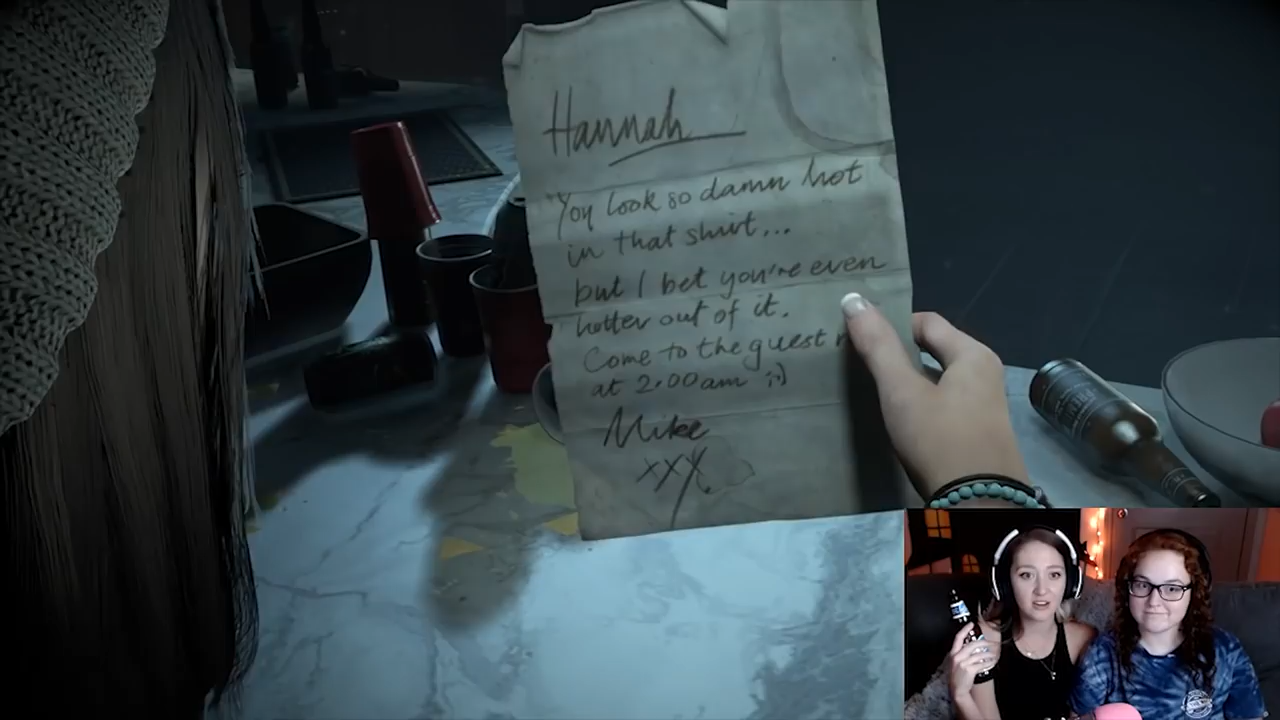 Hannah
You look so damn hot
in that shirt...
but I bet you're even
hotter out of it.
Come to the guest
at 2.00am ;)
Mike
xxx